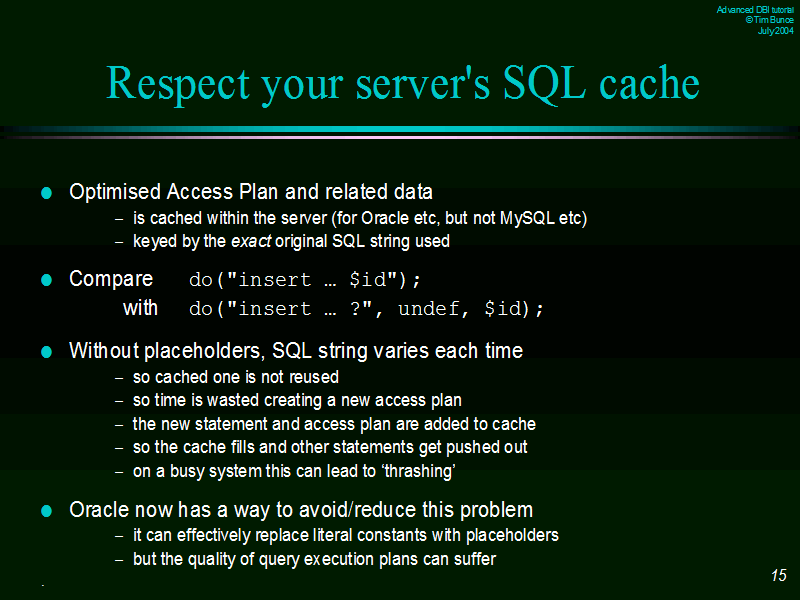 Advanced DBI tutorial
© Tim Bunce
July 2004
Respect your server's SQL cache
Optimised Access Plan and related data
– is cached within the server (for Oracle etc, but not MySQL etc)
– keyed by the exact original SQL string used
Compare do("insert … $id");
with do("insert … ?", undef, $id);
Without placeholders, SQL string varies each time
– so cached one is not reused
– so time is wasted creating a new access plan
– the new statement and access plan are added to cache
– so the cache fills and other statements get pushed out
– on a busy system this can lead to ‘thrashing’
Oracle now has a way to avoid/reduce this problem
– it can effectively replace literal constants with placeholders
– but the quality of query execution plans can suffer
15
.